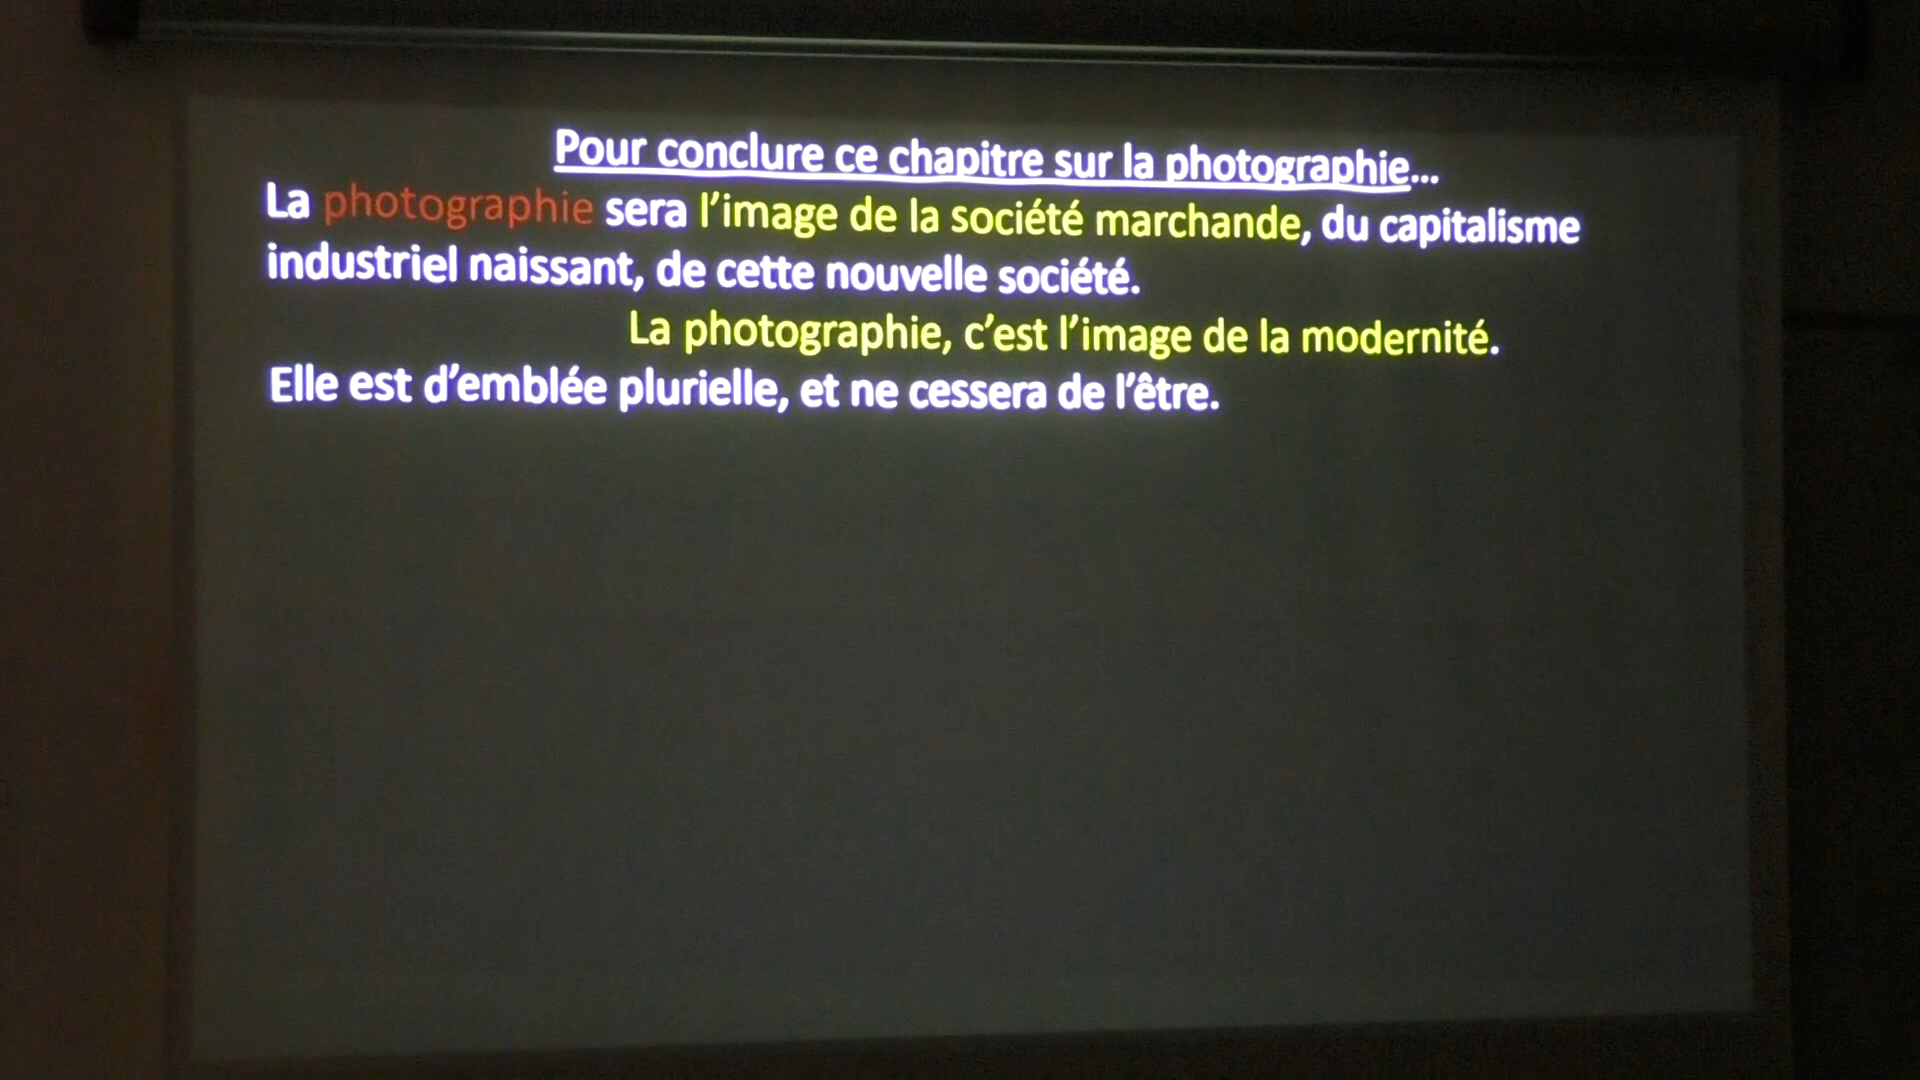 Pour conclure ce chapitre sur la photographie...
La photographie sera l’image de la société marchande, du capitalisme
industriel naissant, de cette nouvelle société.
La photographie, c’est l’image de la modernité.
Elle est d’emblée plurielle, et ne cessera de l’être.